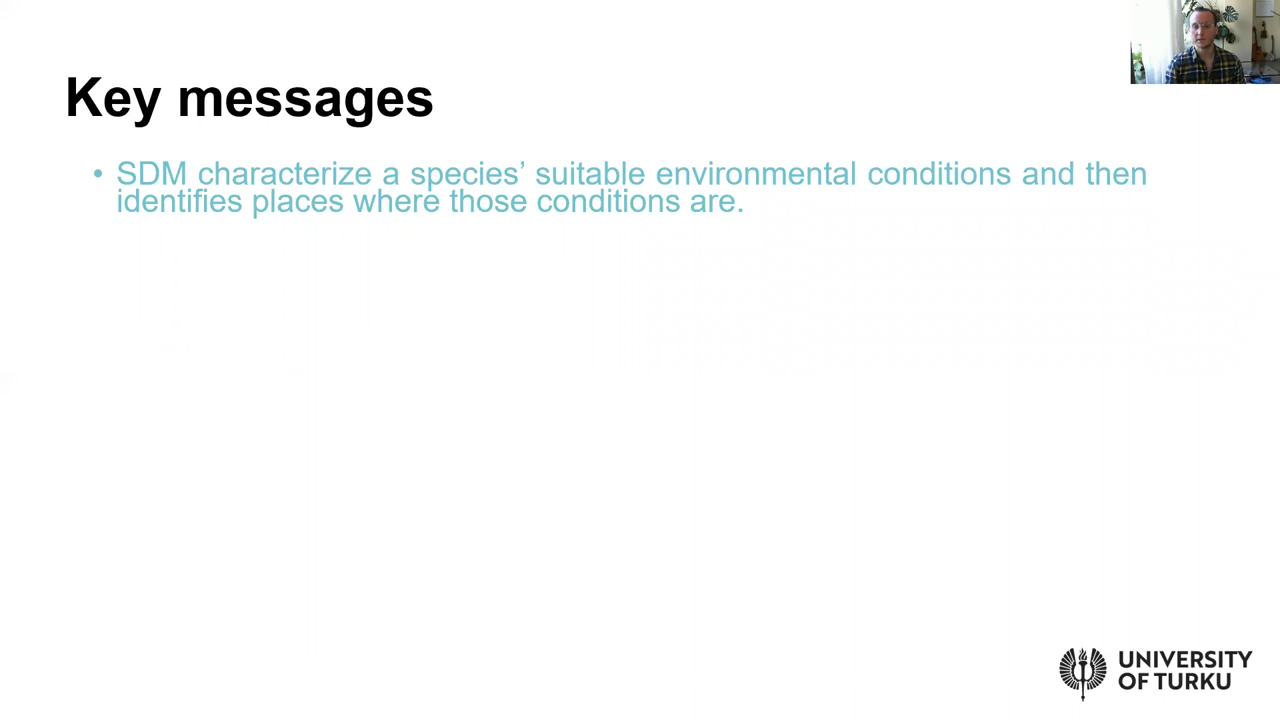 Key messages
• SDM characterize a species’ suitable environmental conditions and then
identifies places where those conditions are.
UNIVERSITY
OF TURKU